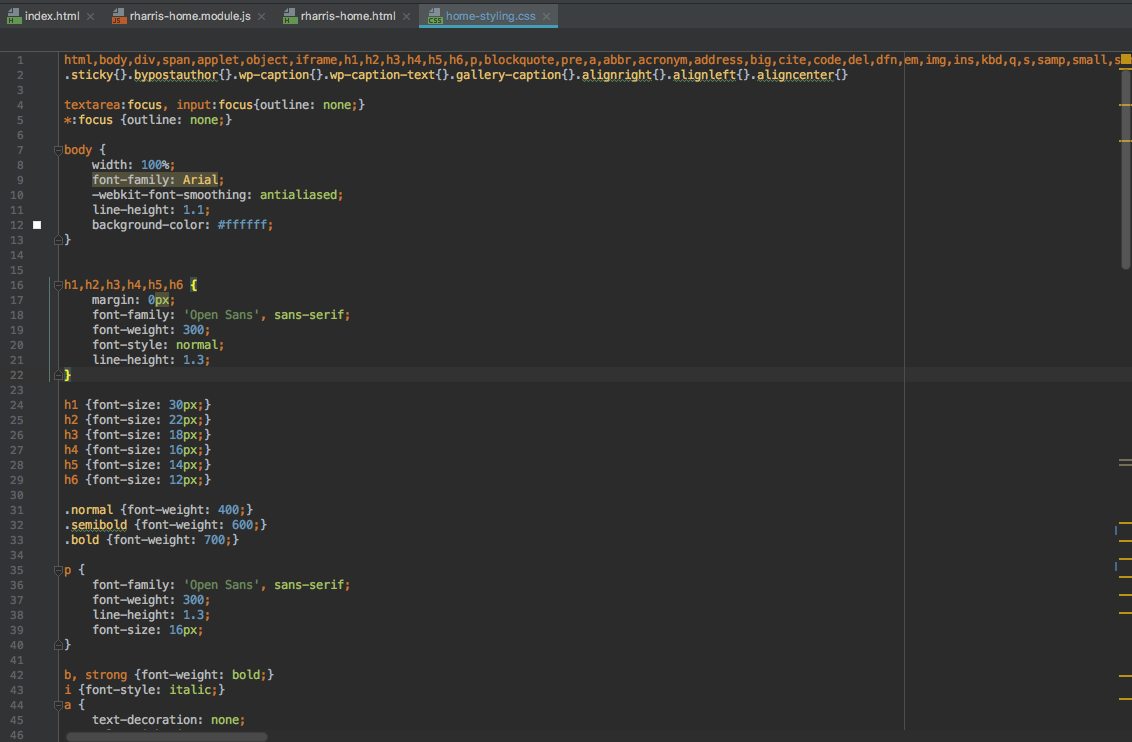 index.html rharris-home.module.js rharris-home.html home-styling.css
1 html,body,div,span,applet,object,iframe,h1,h2,h3,h4,h5,h6,p,blockquote,pre,a,abbr,acronym,address,big,cite,code,del,dfn,em,img,ins,kbd,q,s,samp,small,s
2 .sticky{}.bypostauthor{}.wp-caption{}.wp-caption-text{}.gallery-caption{}.alignright{}.alignleft{}.aligncenter{}
3
4 textarea:focus, input:focus{outline: none;}
5 *:focus {outline: none;}
6
7 body {
8 width: 100%;
9 font-family: Arial;
10 -webkit-font-smoothing: antialiased;
11 line-height: 1.1;
12 background-color: #ffffff;
13 }
14
15
16 h1,h2,h3,h4,h5,h6 {
17 margin: 0px;
18 font-family: 'Open Sans', sans-serif;
19 font-weight: 300;
20 font-style: normal;
21 line-height: 1.3;
22 }
23
24 h1 {font-size: 30px;}
25 h2 {font-size: 22px;}
26 h3 {font-size: 18px;}
27 h4 {font-size: 16px;}
28 h5 {font-size: 14px;}
29 h6 {font-size: 12px;}
30
31 .normal {font-weight: 400;}
32 .semibold {font-weight: 600;}
33 .bold {font-weight: 700;}
34
35 p {
36 font-family: 'Open Sans', sans-serif;
37 font-weight: 300;
38 line-height: 1.3;
39 font-size: 16px;
40 }
41
42 b, strong {font-weight: bold;}
43 i {font-style: italic;}
44 a {
45 text-decoration: none;
46